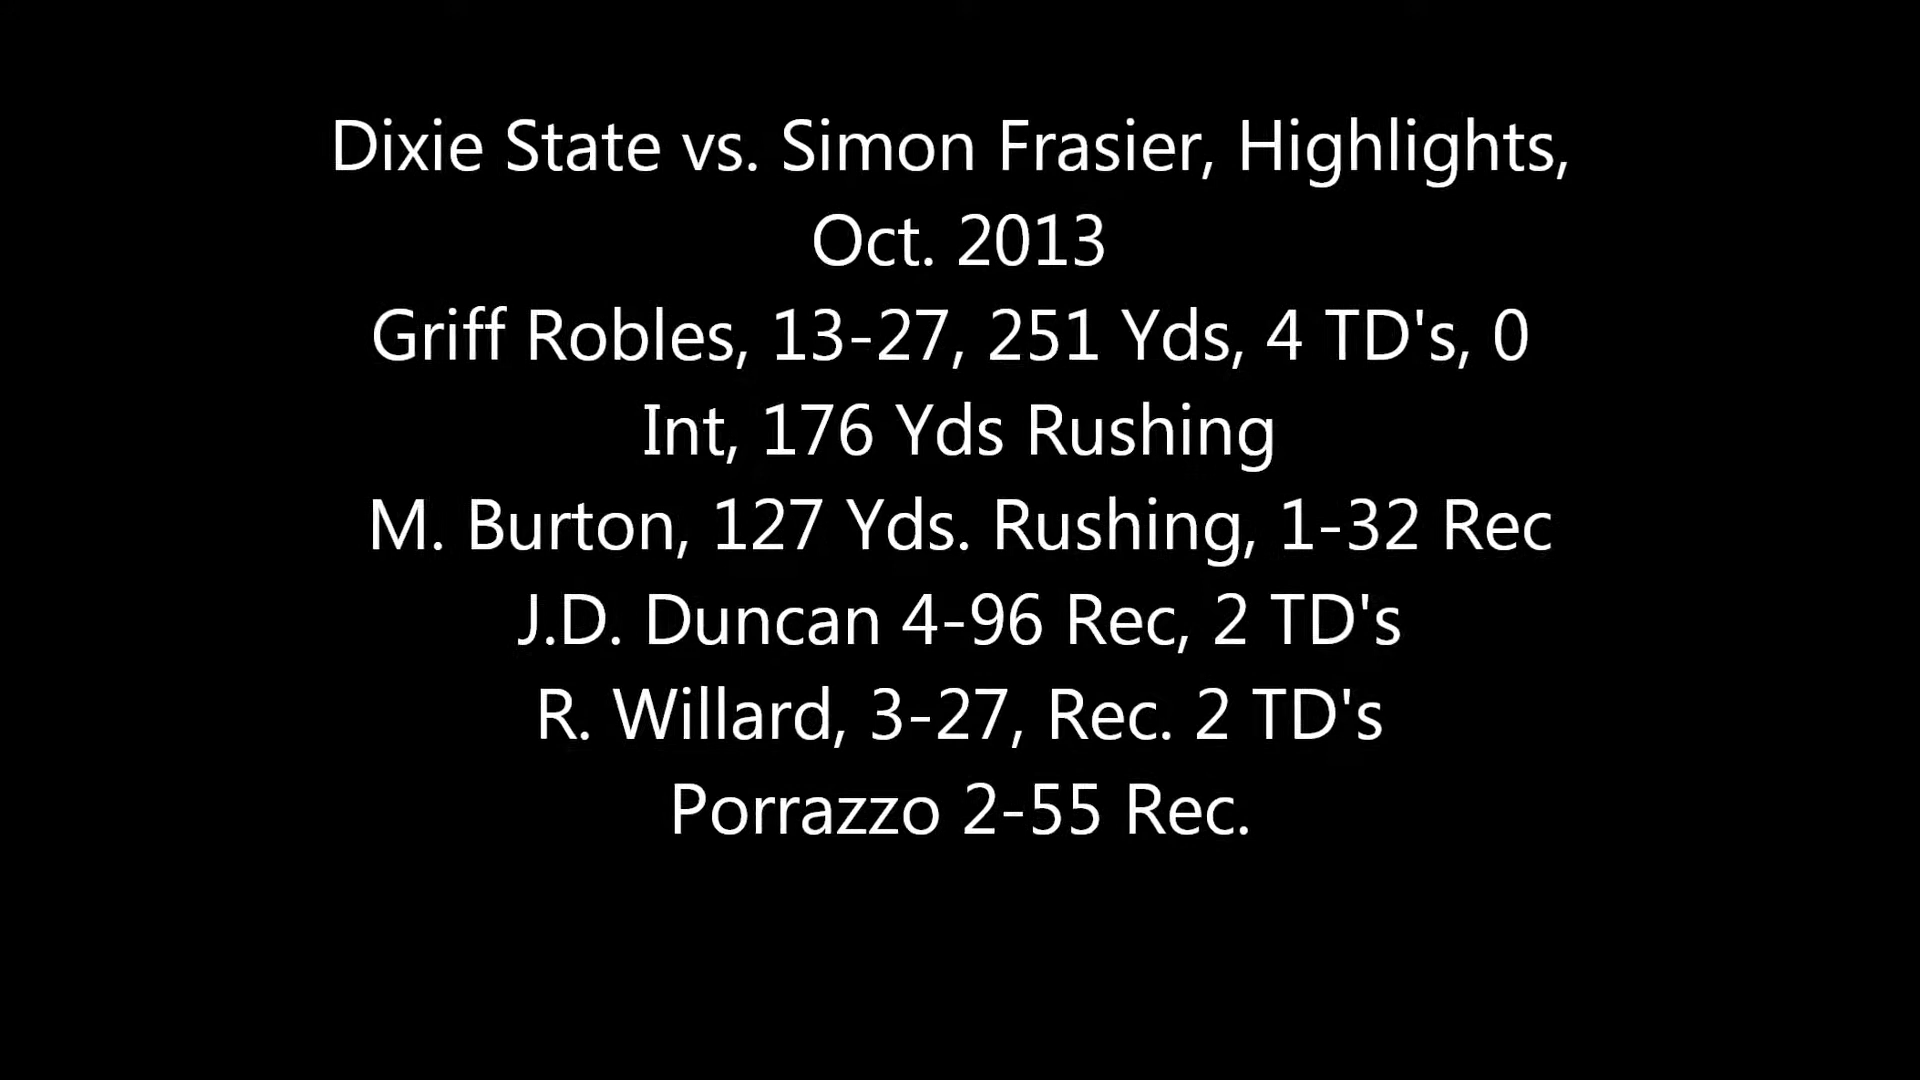 Dixie State vs. Simon Frasier, Highlights,
Oct. 2013
Griff Robles, 13-27, 251 Yds, 4 TD's, 0
Int, 176 Yds Rushing
M. Burton, 127 Yds. Rushing, 1-32 Rec
J.D. Duncan 4-96 Rec, 2 TD's
R. Willard, 3-27, Rec. 2 TD's
Porrazzo 2-55 Rec.